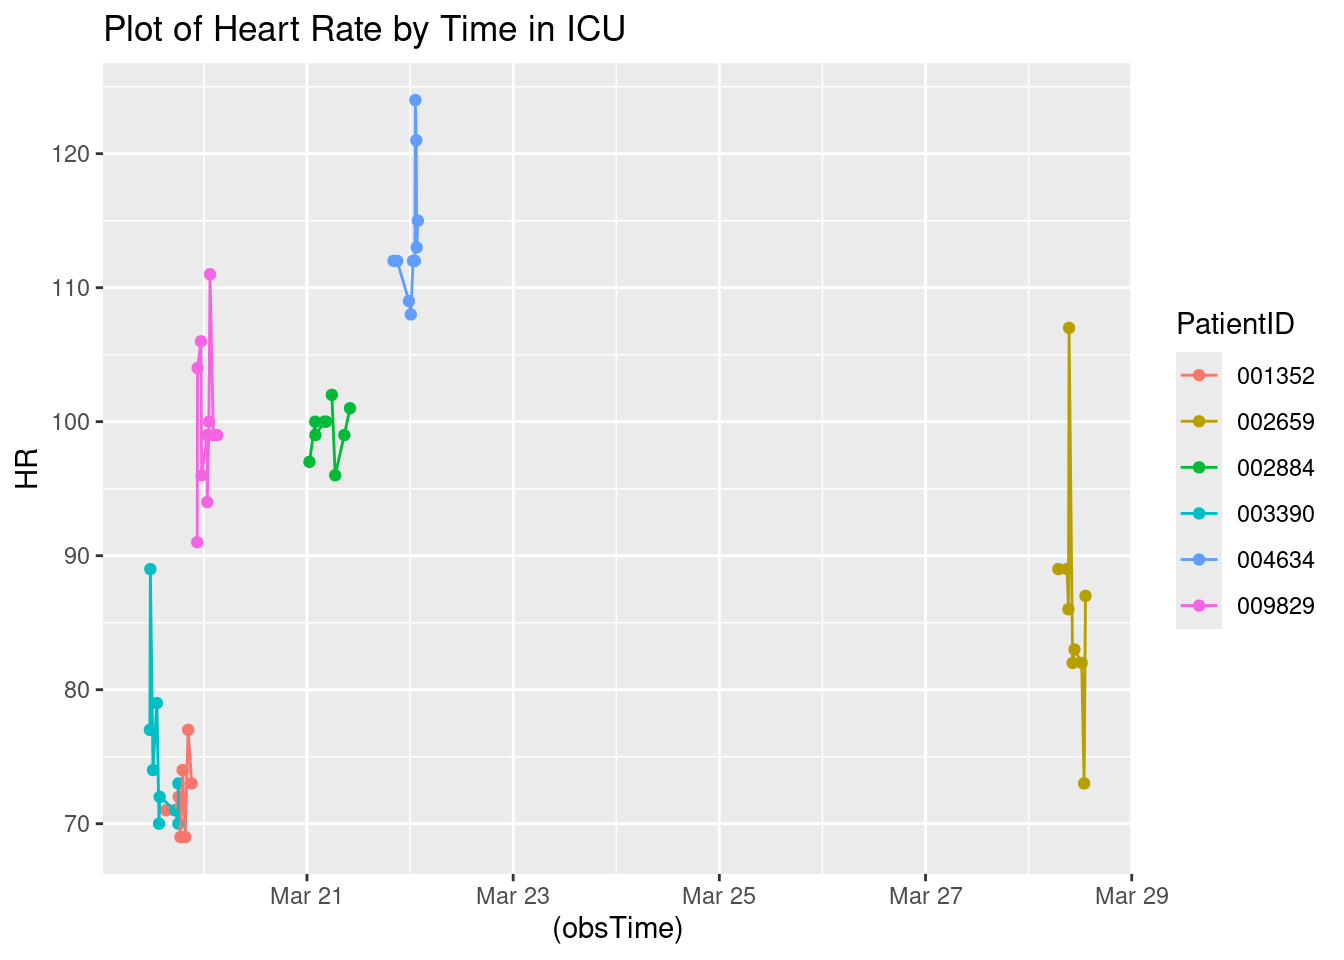 Plot of Heart Rate by Time in ICU
120
110
100
90
80
70
HR
Mar 21
Mar 23
Mar 25
Mar 27
Mar 29
(obsTime)
PatientID
001352
002659
002884
003390
004634
009829